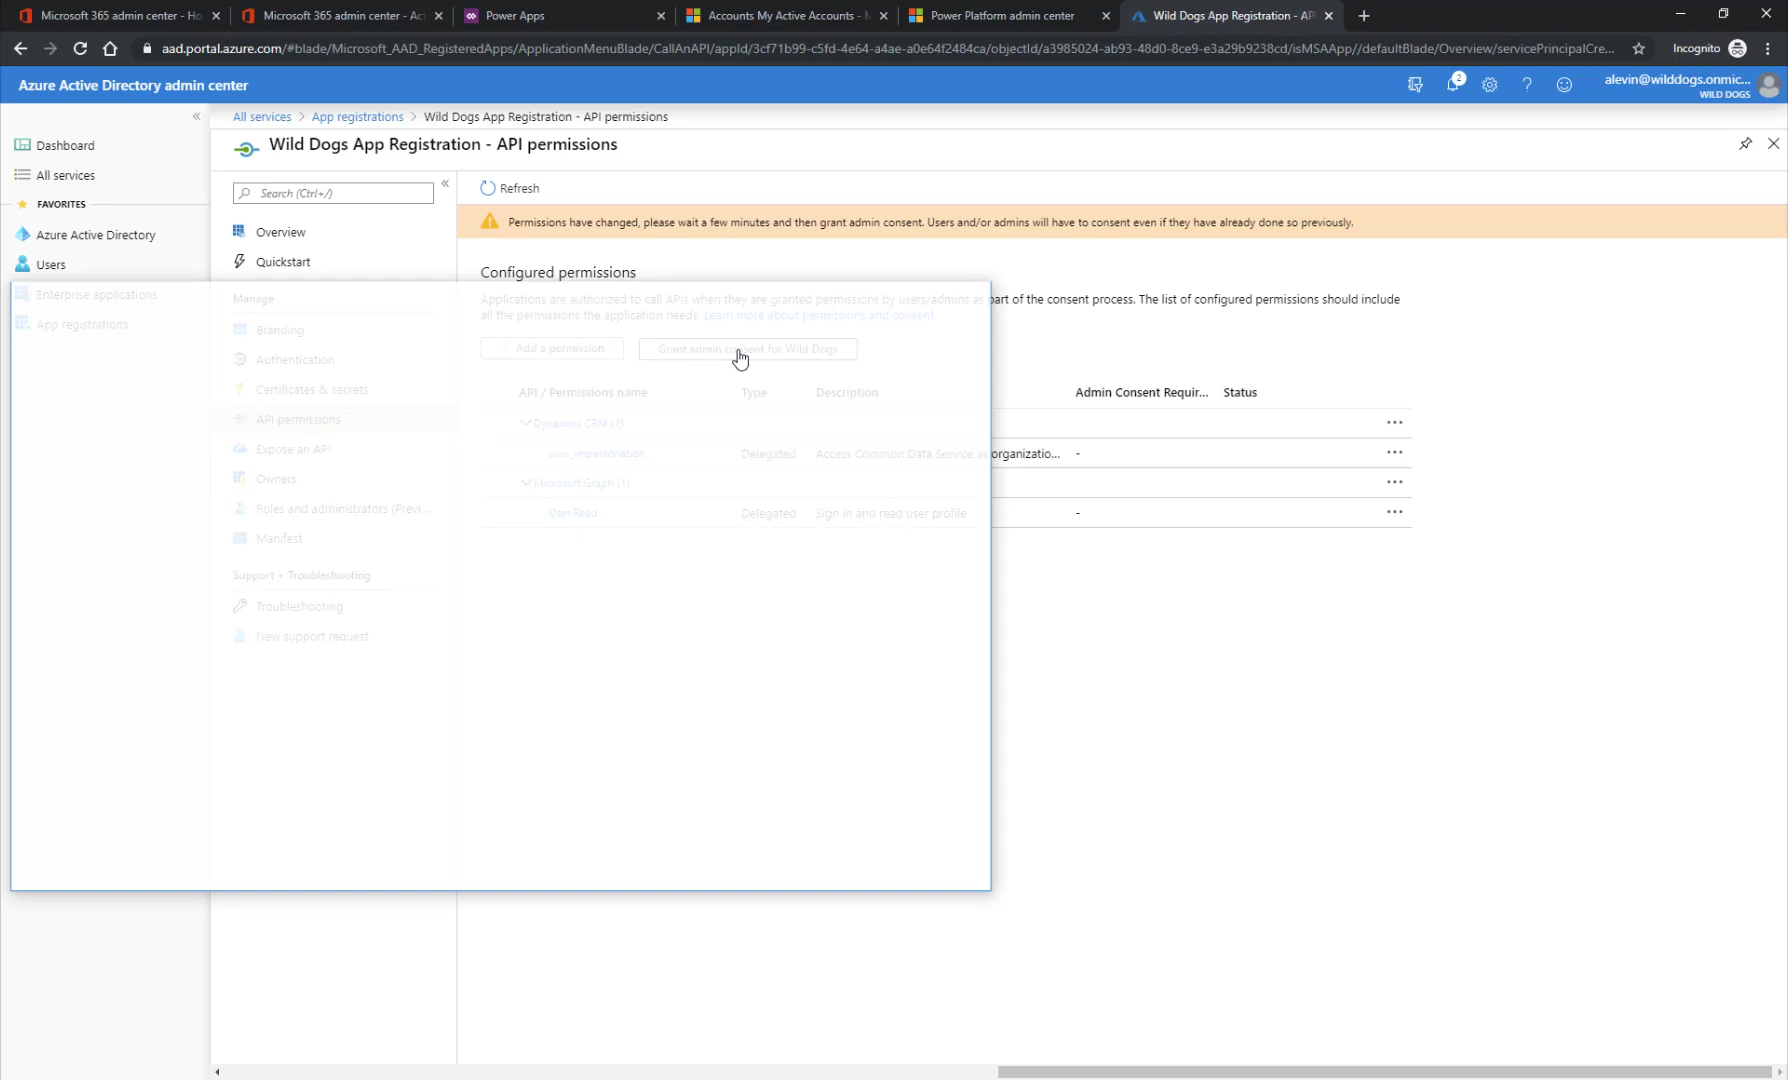 Microsoft 365 admin center - Ho
Microsoft 365 admin center - Act
Power Apps
Accounts My Active Accounts - M
Power Platform admin center
Wild Dogs App Registration - API
aad.portal.azure.com/#blade/Microsoft_AAD_RegisteredApps/ApplicationMenuBlade/CallAnAPI/appId/3cf71b99-c5fd-4e64-a4ae-a0e64f2484ca/objectId/a3985024-ab93-48d0-8ce9-e3a29b9238cd/isMSAApp//defaultBlade/Overview/servicePrincipalCre...
Incognito
Azure Active Directory admin center
2
alevin@wilddogs.onmic...
WILD DOGS
Dashboard
All services
FAVORITES
Azure Active Directory
Users
Enterprise applications
App registrations
All services > App registrations > Wild Dogs App Registration - API permissions
Wild Dogs App Registration - API permissions
Search (Ctrl+/)
Overview
Quickstart
Manage
Branding
Authentication
Certificates & secrets
API permissions
Expose an API
Owners
Roles and administrators (Previ...
Manifest
Support + Troubleshooting
Troubleshooting
New support request
Refresh
Permissions have changed, please wait a few minutes and then grant admin consent. Users and/or admins will have to consent even if they have already done so previously.
Configured permissions
Applications are authorized to call APIs when they are granted permissions by users/admins as part of the consent process. The list of configured permissions should include
all the permissions the application needs. Learn more about permissions and consent
Add a permission
Grant admin consent for Wild Dogs
API / Permissions name Type Description Admin Consent Requir... Status
Dynamics CRM (1) ...
user_impersonation Delegated Access Common Data Service as organizatio... - ...
Microsoft Graph (1) ...
User.Read Delegated Sign in and read user profile - ...